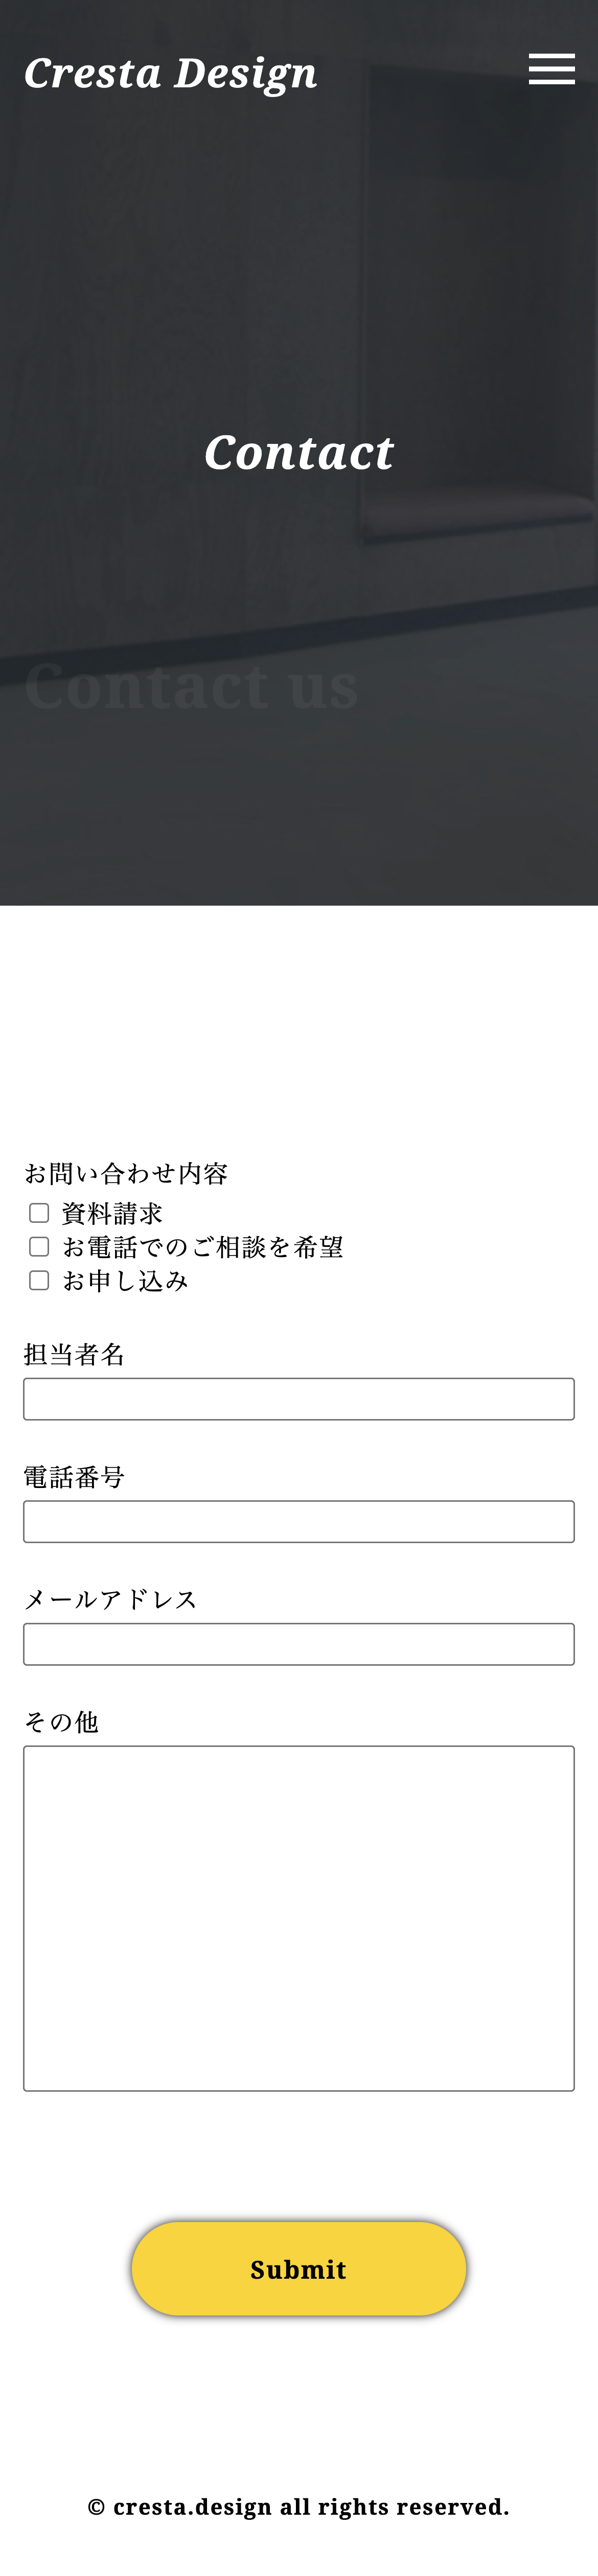 Cresta Design
Contact
Contact us
お問い合わせ内容
資料請求
お電話でのご相談を希望
お申し込み
担当者名
電話番号
メールアドレス
その他
Submit
© cresta.design all rights reserved.